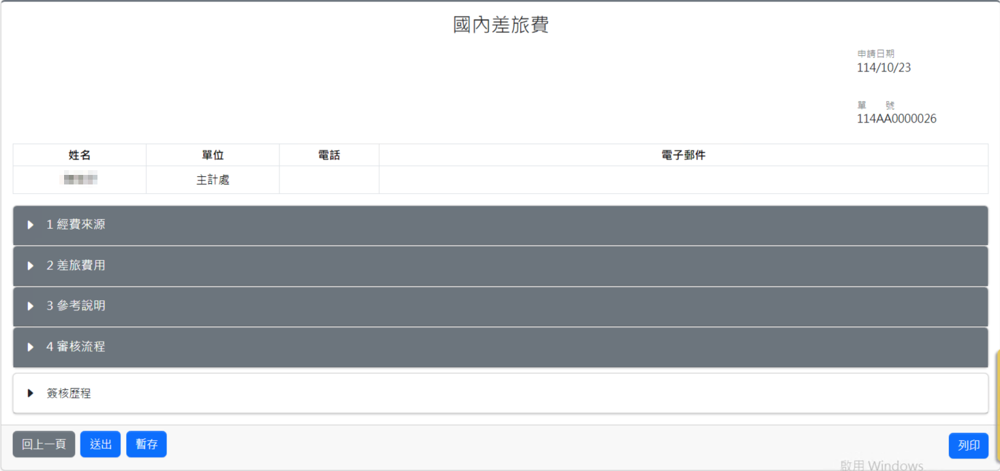 國內差旅費
申請日期
114/10/23
單 號
114AA0000026
姓名 單位 電話 電子郵件
主計處
1 經費來源
2 差旅費用
3 參考說明
4 審核流程
簽核歷程
回上一頁 送出 暫存 列印
啟用 Windows